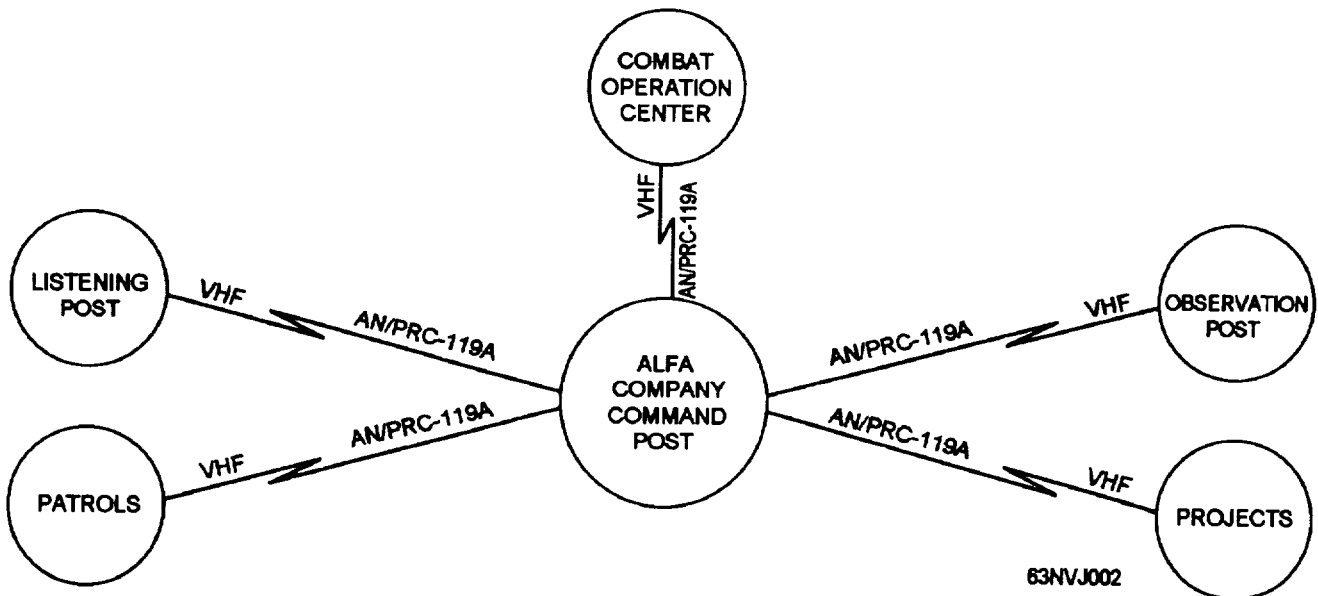 COMBAT
OPERATION
CENTER
VHF
AN/PRC-119A
LISTENING
POST
VHF
AN/PRC-119A
OBSERVATION
POST
VHF
AN/PRC-119A
ALFA
COMPANY
COMMAND
POST
PATROLS
VHF
AN/PRC-119A
AN/PRC-119A
VHF
PROJECTS
63NVJ002